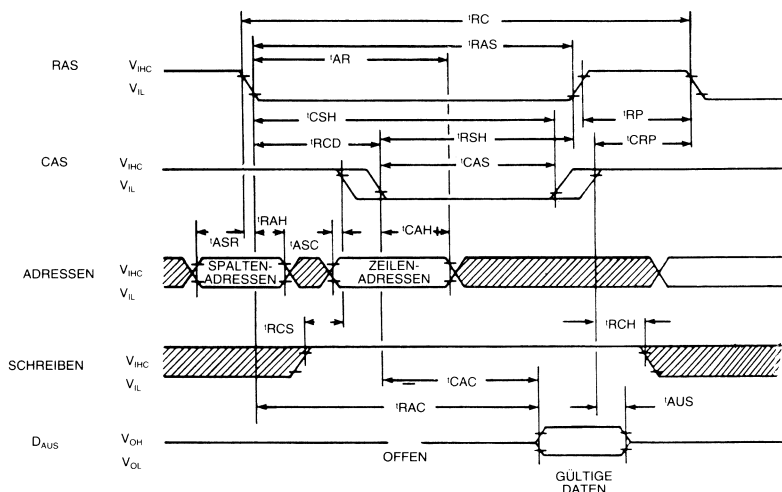 tRC
tRAS
tAR
RAS VIHC
VIL
tCSH
tRP
tRCD
tRSH
tCRP
CAS
tCAS
VIHC
VIL
tRAH
tASR
tASC
tCAH
ADRESSEN VIHC
VIL
SPALTEN-
ADRESSEN
ZEILEN-
ADRESSEN
tRCS
tRCH
SCHREIBEN VIHC
VIL
tCAC
tRAC
tAUS
DAUS VOH
VOL
OFFEN
GÜLTIGE
DATEN